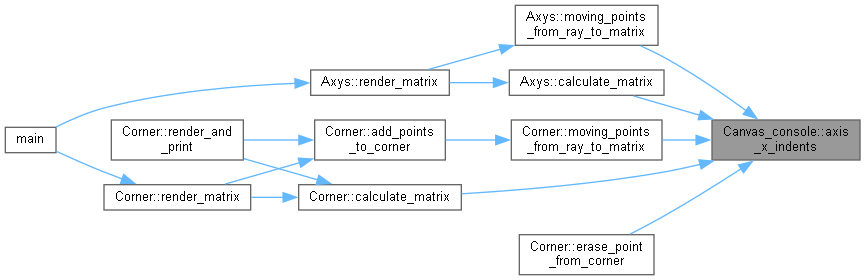 Axys::moving_points
_from_ray_to_matrix
Axys::render_matrix
Axys::calculate_matrix
main
Corner::render_and
_print
Corner::add_points
_to_corner
Corner::moving_points
_from_ray_to_matrix
Canvas_console::axis
_x_indents
Corner::render_matrix
Corner::calculate_matrix
Corner::erase_point
_from_corner